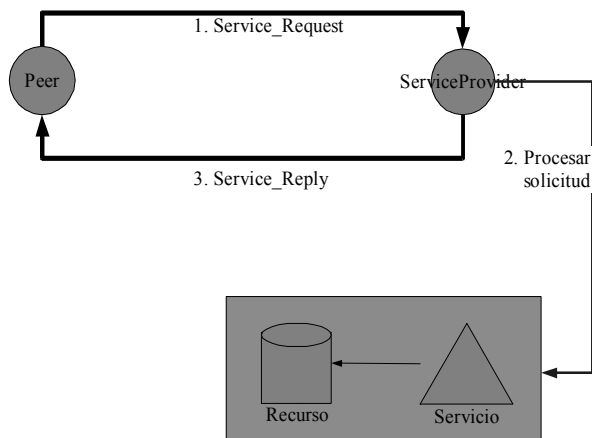 1. Service_Request
Peer
ServiceProvider
3. Service_Reply
2. Procesar
solicitud
Recurso
Servicio